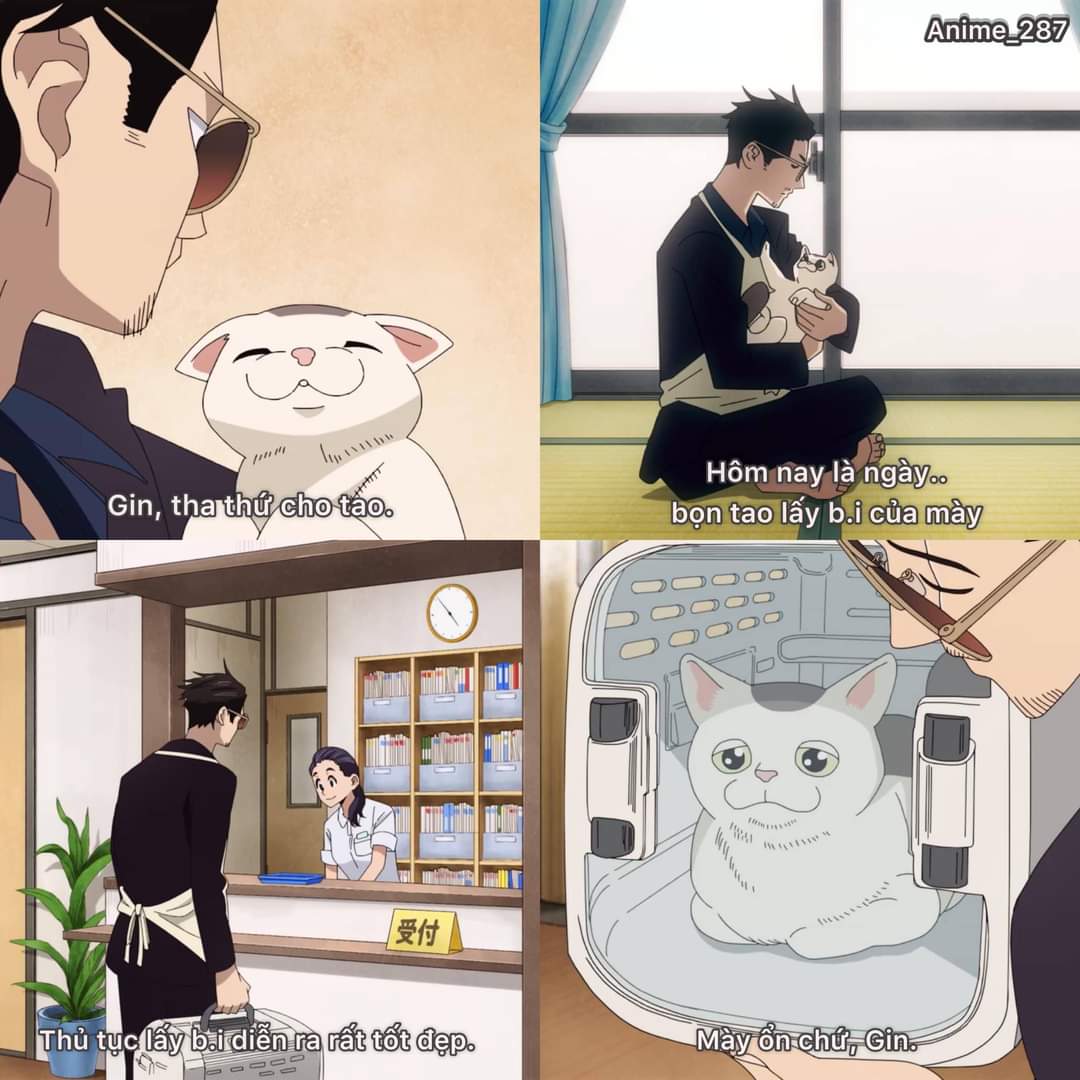 Anime_287
Gin, tha thứ cho tao.
Hôm nay là ngày..
bọn tao lấy b.i của mày
受付
Thủ tục lấy b.i diễn ra rất tốt đẹp.
Mày ổn chứ, Gin.